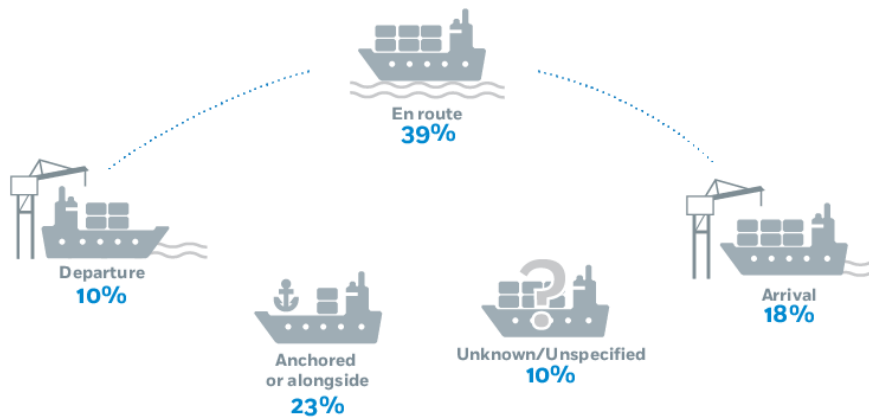 En route
39%
Departure
10%
Arrival
18%
Anchored
or alongside
23%
Unknown/Unspecified
10%
?